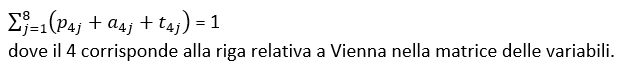 ∑⁸ⱼ₌₁(p₄ⱼ + a₄ⱼ + t₄ⱼ) = 1
dove il 4 corrisponde alla riga relativa a Vienna nella matrice delle variabili.